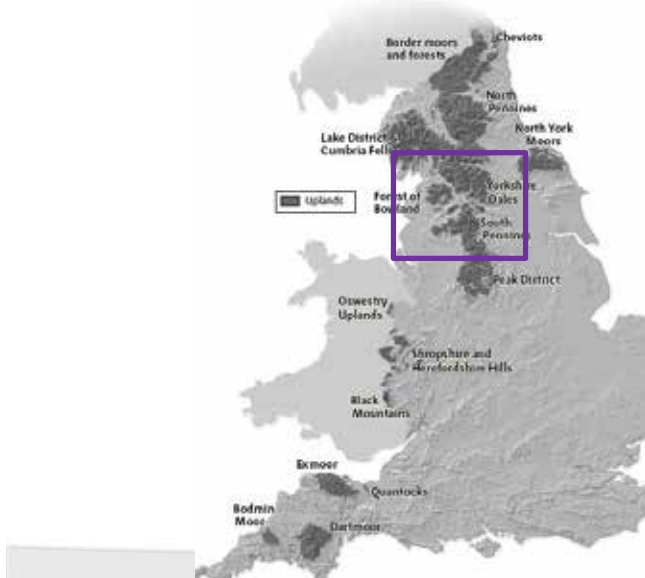 Cheviots
Border moors
and forests
North
Pennines
North York
Moors
Lake District
Cumbria Fells
Yorkshire
Dales
Forest of
Bowland
Uplands
South
Pennines
Peak District
Oswestry
Uplands
Shropshire and
Herefordshire Hills
Black
Mountains
Exmoor
Quantocks
Bodmin
Moor
Dartmoor